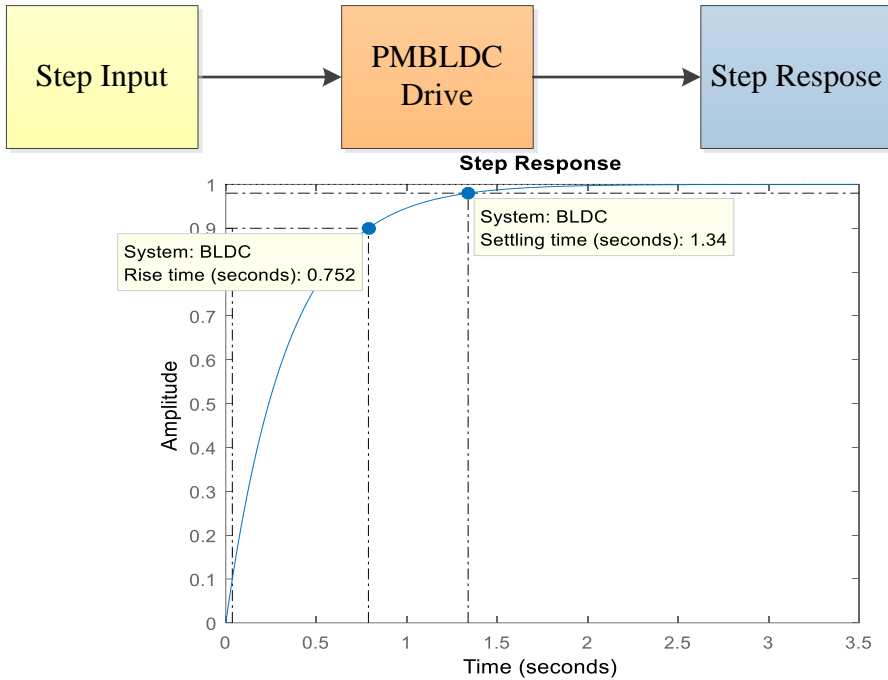 Step Input
PMBLDC
Drive
Step Respose
Step Response
System: BLDC
Settling time (seconds): 1.34
System: BLDC
Rise time (seconds): 0.752
Amplitude
1
0.9
0.7
0.6
0.5
0.4
0.3
0.2
0.1
0
0 0.5 1 1.5 2 2.5 3 3.5
Time (seconds)